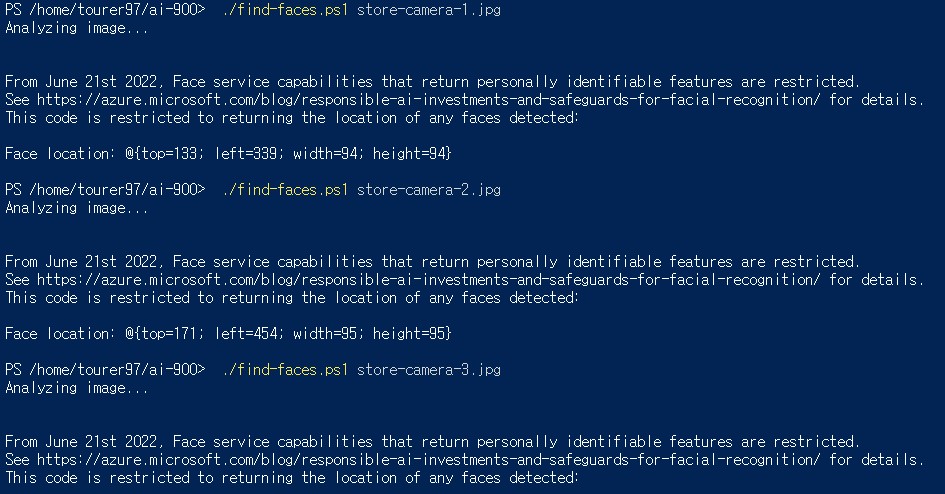 PS /home/tourer97/ai-900>  ./find-faces.ps1 store-camera-1.jpg
Analyzing image...
From June 21st 2022, Face service capabilities that return personally identifiable features are restricted.
See https://azure.microsoft.com/blog/responsible-ai-investments-and-safeguards-for-facial-recognition/ for details.
This code is restricted to returning the location of any faces detected:
Face location: @{top=133; left=339; width=94; height=94}
PS /home/tourer97/ai-900>  ./find-faces.ps1 store-camera-2.jpg
Analyzing image...
From June 21st 2022, Face service capabilities that return personally identifiable features are restricted.
See https://azure.microsoft.com/blog/responsible-ai-investments-and-safeguards-for-facial-recognition/ for details.
This code is restricted to returning the location of any faces detected:
Face location: @{top=171; left=454; width=95; height=95}
PS /home/tourer97/ai-900>  ./find-faces.ps1 store-camera-3.jpg
Analyzing image...
From June 21st 2022, Face service capabilities that return personally identifiable features are restricted.
See https://azure.microsoft.com/blog/responsible-ai-investments-and-safeguards-for-facial-recognition/ for details.
This code is restricted to returning the location of any faces detected: